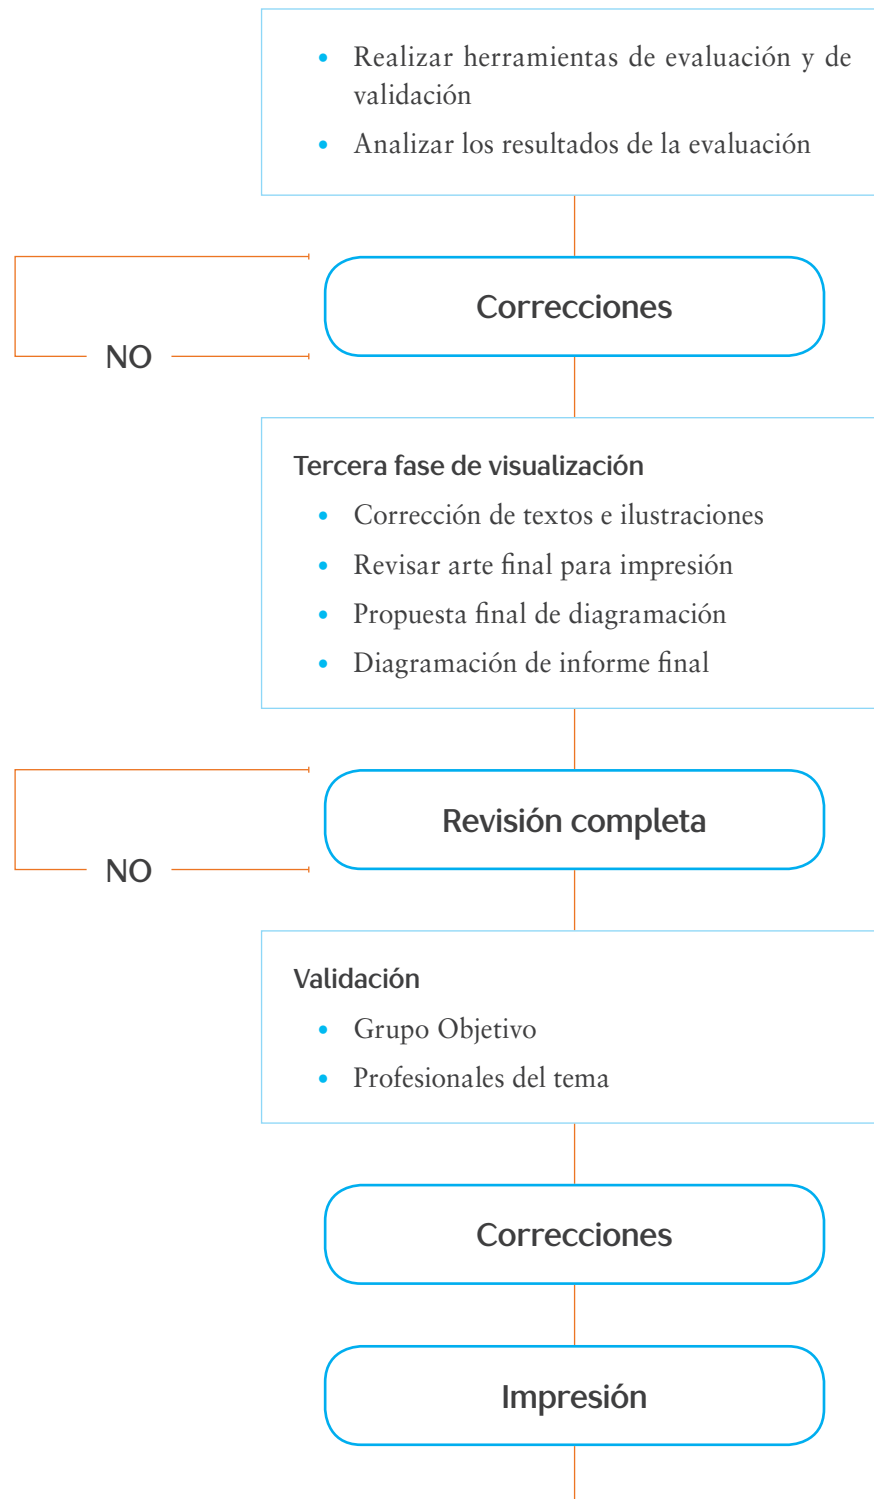 • Realizar herramientas de evaluación y de
validación
• Analizar los resultados de la evaluación
Correcciones
NO
Tercera fase de visualización
• Corrección de textos e ilustraciones
• Revisar arte final para impresión
• Propuesta final de diagramación
• Diagramación de informe final
Revisión completa
NO
Validación
• Grupo Objetivo
• Profesionales del tema
Correcciones
Impresión